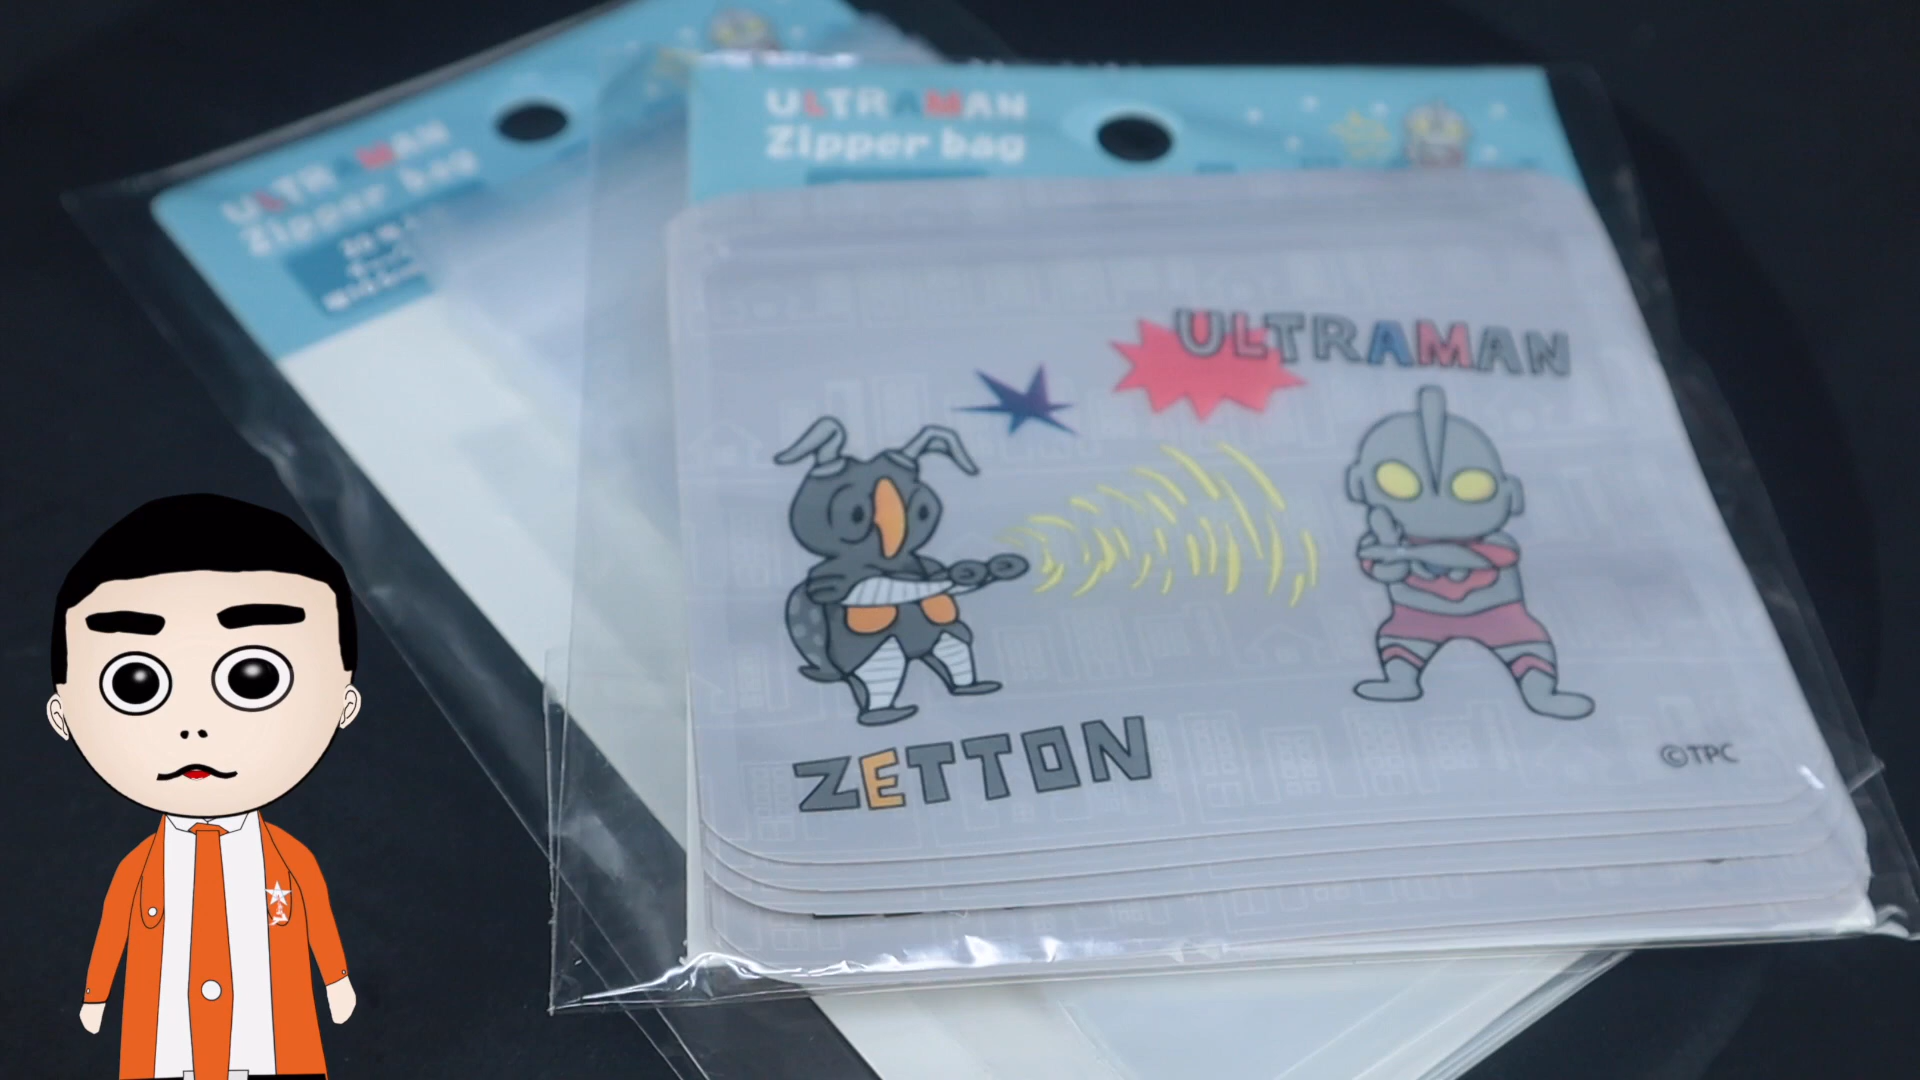 ULTRAMAN
Zipper bag
ULTRAMAN
Zipper bag
ULTRAMAN
ZETTON
©TPC